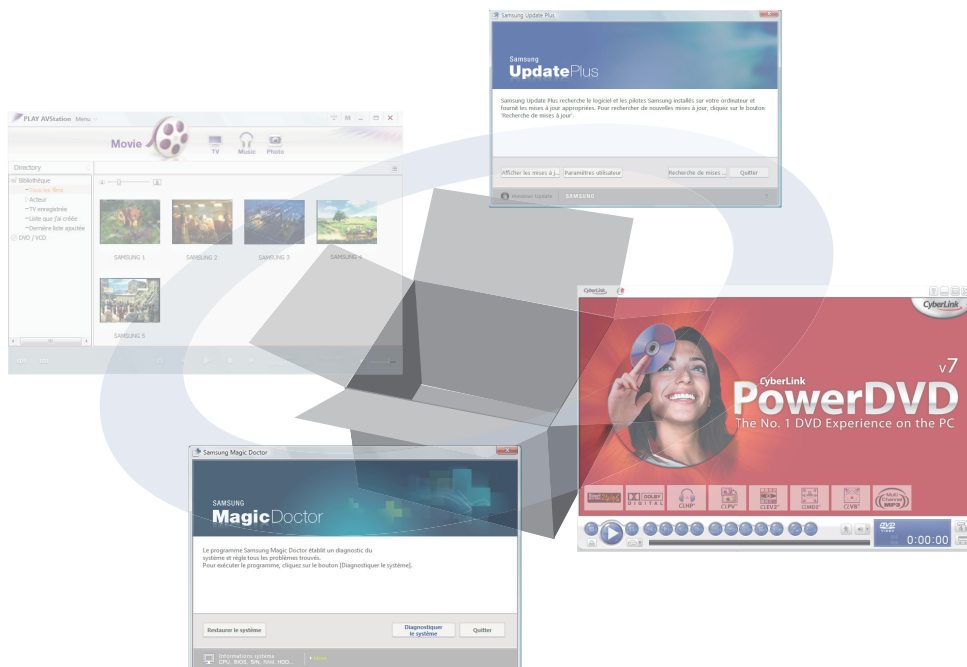 Samsung Update Plus
Samsung
UpdatePlus
Samsung Update Plus recherche le logiciel et les pilotes Samsung installés sur votre ordinateur et
fournit les mises à jour appropriées. Pour rechercher de nouvelles mises à jour, cliquez sur le bouton
'Recherche de mises à jour'.
Afficher les mises à j... Paramètres utilisateur Recherche de mises ... Quitter
Windows Update SAMSUNG
PLAY AVStation Menu
Movie TV Music Photo
Directory
Bibliothèque
Tous les films
Acteur
TV enregistrée
Liste que j'ai créée
Dernière liste ajoutée
DVD / VCD
SAMSUNG 1 SAMSUNG 2 SAMSUNG 3 SAMSUNG 4
SAMSUNG 5
CyberLink
CyberLink
v7
CyberLink
PowerDVD
The No. 1 DVD Experience on the PC
DOLBY
DIGITAL
CLHP
CLPV
CLEV2
CLMEI2
CLVB
Multi-
Channel
MP3
DVD
0:00:00
Samsung Magic Doctor
SAMSUNG
MagicDoctor
Le programme Samsung Magic Doctor établit un diagnostic du
système et règle tous les problèmes trouvés.
Pour exécuter le programme, cliquez sur le bouton [Diagnostiquer le système].
Restaurer le système Diagnostiquer
le système Quitter
Informations système
CPU, BIOS, S/N, RAM, HDD...